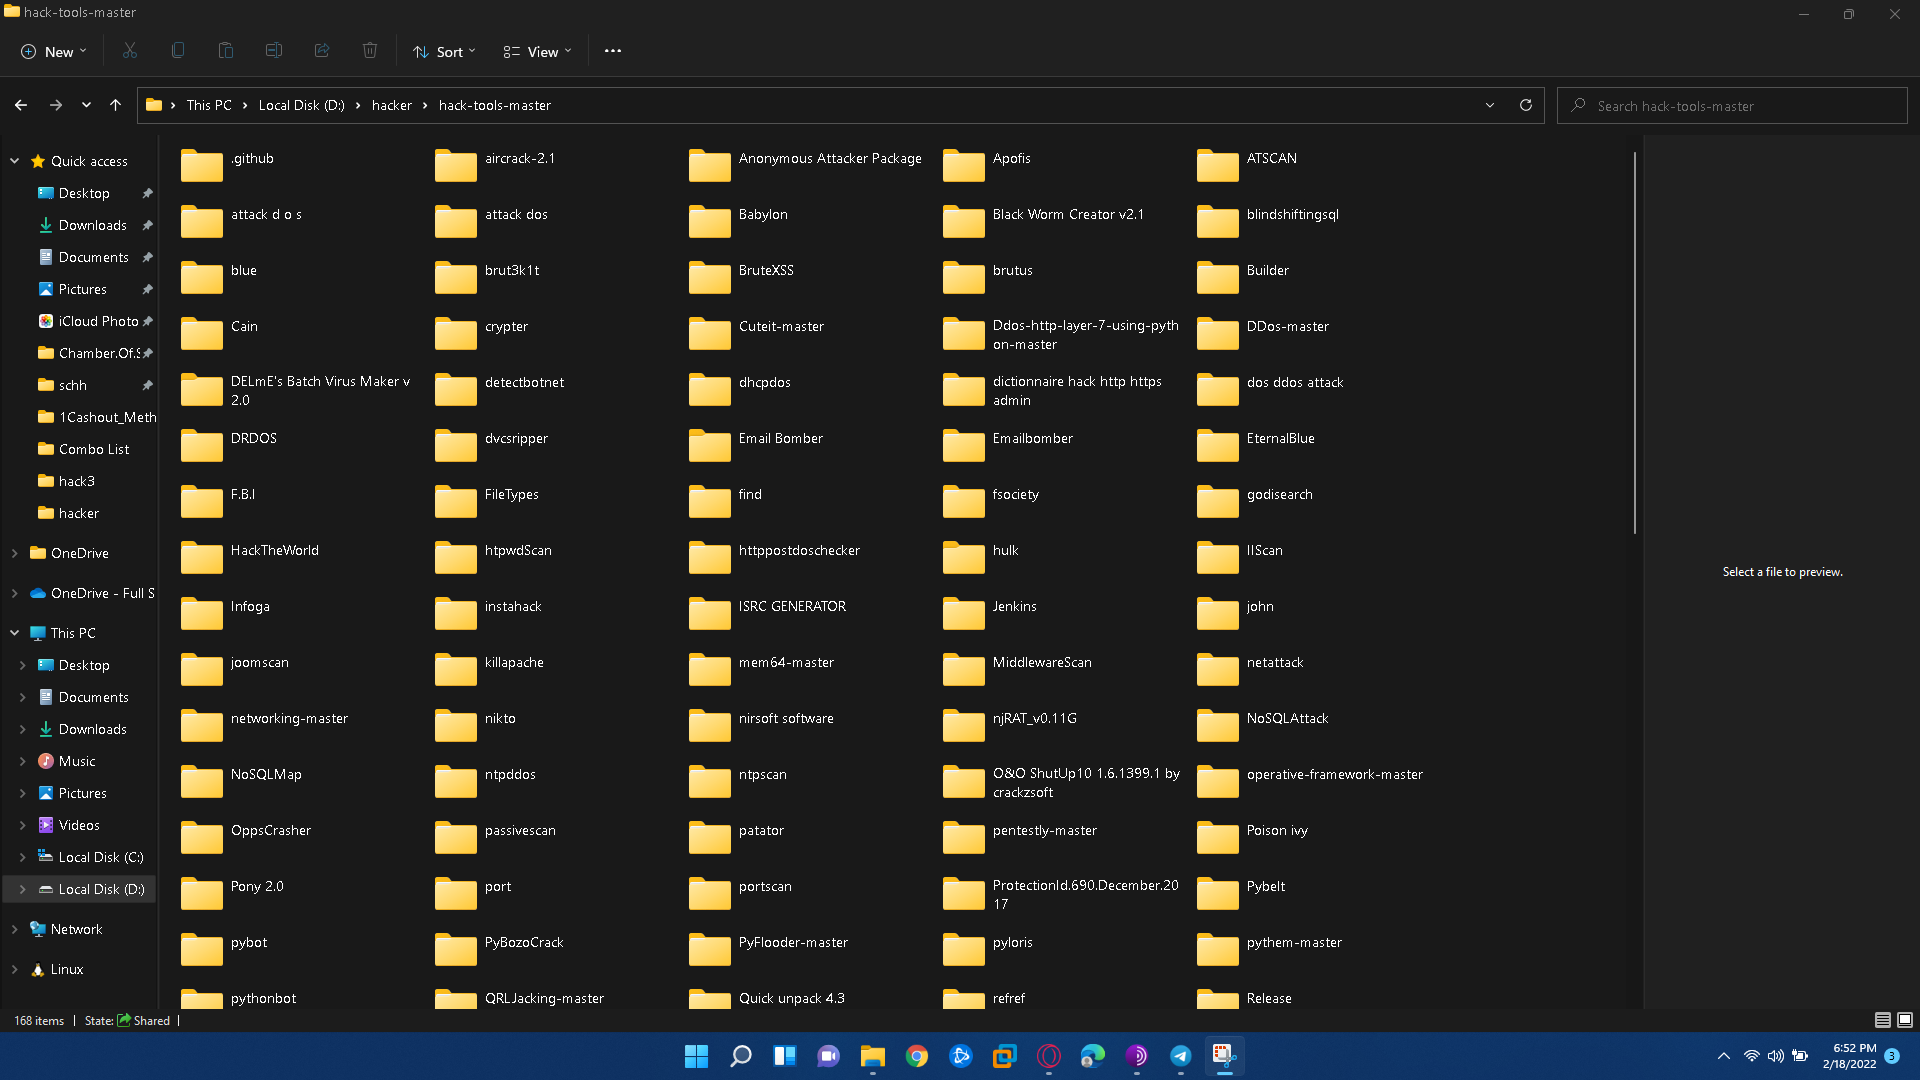 hack-tools-master
New
Sort
View
This PC
Local Disk (D:)
hacker
hack-tools-master
Search hack-tools-master
Quick access
Desktop
Downloads
Documents
Pictures
iCloud Photo
Chamber.Of.S
schh
1Cashout_Meth
Combo List
hack3
hacker
OneDrive
OneDrive - Full S
This PC
Desktop
Documents
Downloads
Music
Pictures
Videos
Local Disk (C:)
Local Disk (D:)
Network
Linux
.github
aircrack-2.1
Anonymous Attacker Package
Apofis
ATSCAN
attack d o s
attack dos
Babylon
Black Worm Creator v2.1
blindshiftingsql
blue
brut3k1t
BruteXSS
brutus
Builder
Cain
crypter
Cuteit-master
Ddos-http-layer-7-using-pyth
on-master
DDos-master
DELmE's Batch Virus Maker v
2.0
detectbotnet
dhcpdos
dictionnaire hack http https
admin
dos ddos attack
DRDOS
dvcsripper
Email Bomber
Emailbomber
EternalBlue
F.B.I
FileTypes
find
fsociety
godisearch
HackTheWorld
htpwdScan
httppostdoschecker
hulk
IIScan
Infoga
instahack
ISRC GENERATOR
Jenkins
john
joomscan
killapache
mem64-master
MiddlewareScan
netattack
networking-master
nikto
nirsoft software
njRAT_v0.11G
NoSQLAttack
NoSQLMap
ntpddos
ntpscan
O&O ShutUp10 1.6.1399.1 by
crackzsoft
operative-framework-master
OppsCrasher
passivescan
patator
pentestly-master
Poison ivy
Pony 2.0
port
portscan
ProtectionId.690.December.20
17
Pybelt
pybot
PyBozoCrack
PyFlooder-master
pyloris
pythem-master
pythonbot
QRLJacking-master
Quick unpack 4.3
refref
Release
Select a file to preview.
168 items
State: Shared
6:52 PM
2/18/2022
3